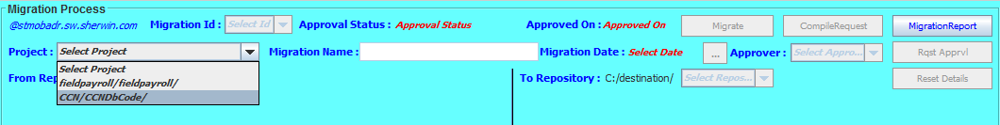 Migration Process
@stmobadr.sw.sherwin.com Migration Id : Select Id Approval Status : Approval Status Approved On : Approved On Migrate CompileRequest MigrationReport
Project : Select Project Migration Name : Migration Date : Select Date ... Approver : Select Appro... Rqst Apprvl
Select Project
From Rep fieldpayroll/fieldpayroll/ To Repository : C:/destination/ Select Repos... Reset Details
CCN/CCNDbCode/